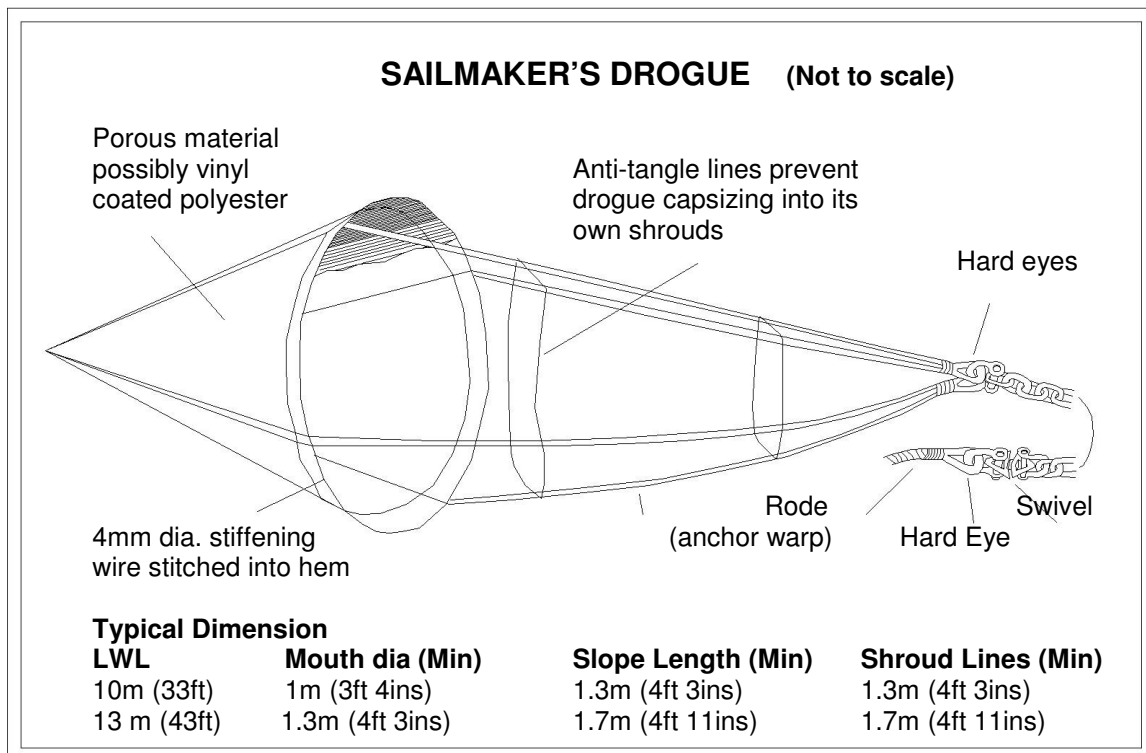 SAILMAKER'S DROGUE (Not to scale)
Porous material
possibly vinyl
coated polyester
Anti-tangle lines prevent
drogue capsizing into its
own shrouds
Hard eyes
Rode
(anchor warp)
Hard Eye
Swivel
4mm dia. stiffening
wire stitched into hem
Typical Dimension
LWL Mouth dia (Min) Slope Length (Min) Shroud Lines (Min)
10m (33ft) 1m (3ft 4ins) 1.3m (4ft 3ins) 1.3m (4ft 3ins)
13 m (43ft) 1.3m (4ft 3ins) 1.7m (4ft 11ins) 1.7m (4ft 11ins)